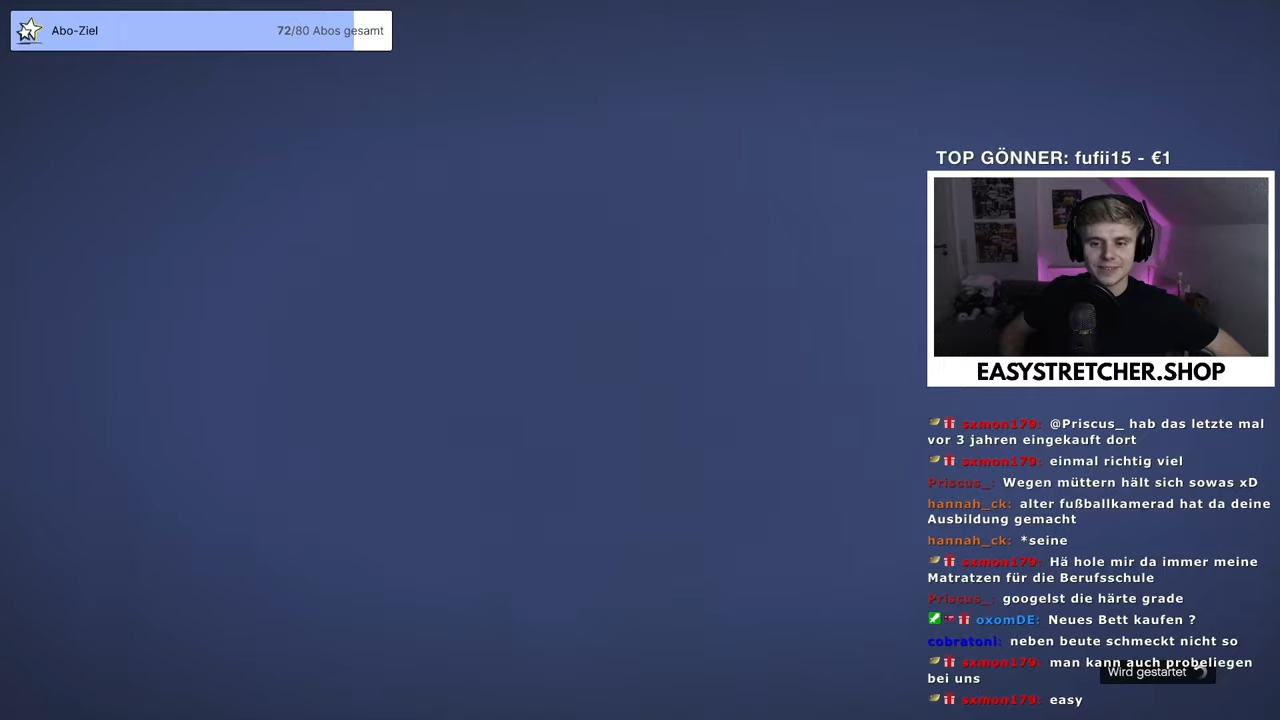 Abo-Ziel
72/80 Abos gesamt
TOP GÖNNER: fufii15 - €1
EASYSTRETCHER.SHOP
sxmon179: @Priscus_ hab das letzte mal
vor 3 jahren eingekauft dort
sxmon179: einmal richtig viel
Priscus_: Wegen müttern hält sich sowas xD
hannah_ck: alter fußballkamerad hat da deine
Ausbildung gemacht
hannah_ck: *seine
sxmon179: Hä hole mir da immer meine
Matratzen für die Berufsschule
Priscus_: googelst die härte grade
oxomDE: Neues Bett kaufen ?
cobratoni: neben beute schmeckt nicht so
sxmon179: man kann auch probeliegen
bei uns
Wird gestartet
sxmon179: easy